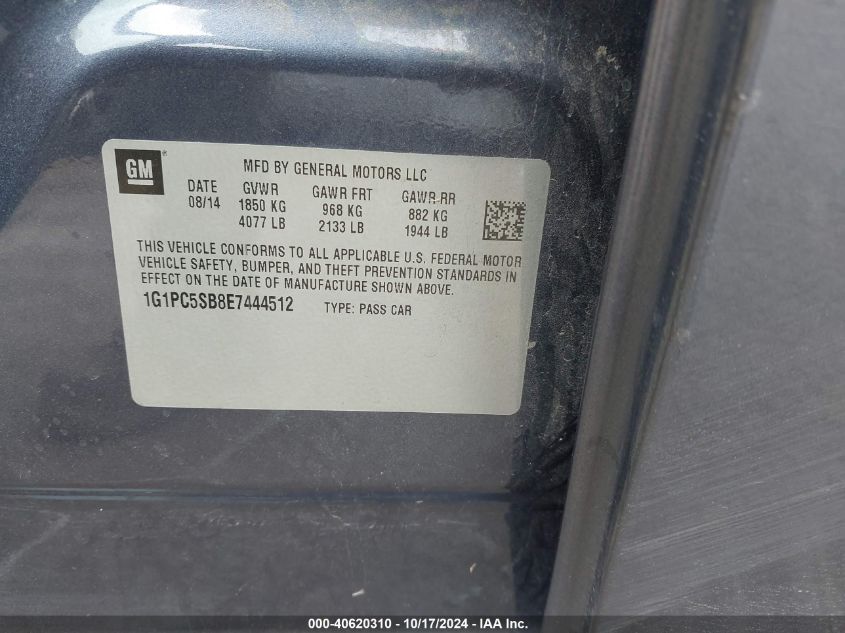 GM®
MFD BY GENERAL MOTORS LLC
DATE GVWR GAWR FRT GAWR RR
08/14 1850 KG 968 KG 882 KG
4077 LB 2133 LB 1944 LB
THIS VEHICLE CONFORMS TO ALL APPLICABLE U.S. FEDERAL MOTOR
VEHICLE SAFETY, BUMPER, AND THEFT PREVENTION STANDARDS IN
EFFECT ON THE DATE OF MANUFACTURE SHOWN ABOVE.
1G1PC5SB8E7444512 TYPE: PASS CAR
000-40620310 - 10/17/2024 - IAA Inc.